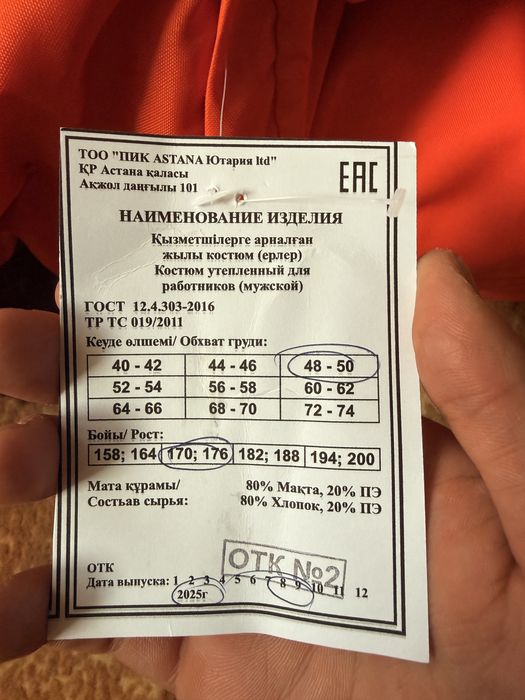 ТОО "ПИК ASTANA Ютария ltd"
ҚР Астана қаласы
Ақжол даңғылы 101
ЕАС
НАИМЕНОВАНИЕ ИЗДЕЛИЯ
Қызметшілерге арналған
жылы костюм (ерлер)
Костюм утепленный для
работников (мужской)
ГОСТ 12.4.303-2016
ТР ТС 019/2011
Кеуде өлшемі/ Обхват груди:
40 - 42 44 - 46 48 - 50
52 - 54 56 - 58 60 - 62
64 - 66 68 - 70 72 - 74
Бойы/ Рост:
158; 164 170; 176 182; 188 194; 200
Мата құрамы/ 80% Мақта, 20% ПЭ
Состьав сырья: 80% Хлопок, 20% ПЭ
ОТК №2
ОТК
Дата выпуска: 1 2 3 4 5 6 7 8 9 10 11 12
2025г